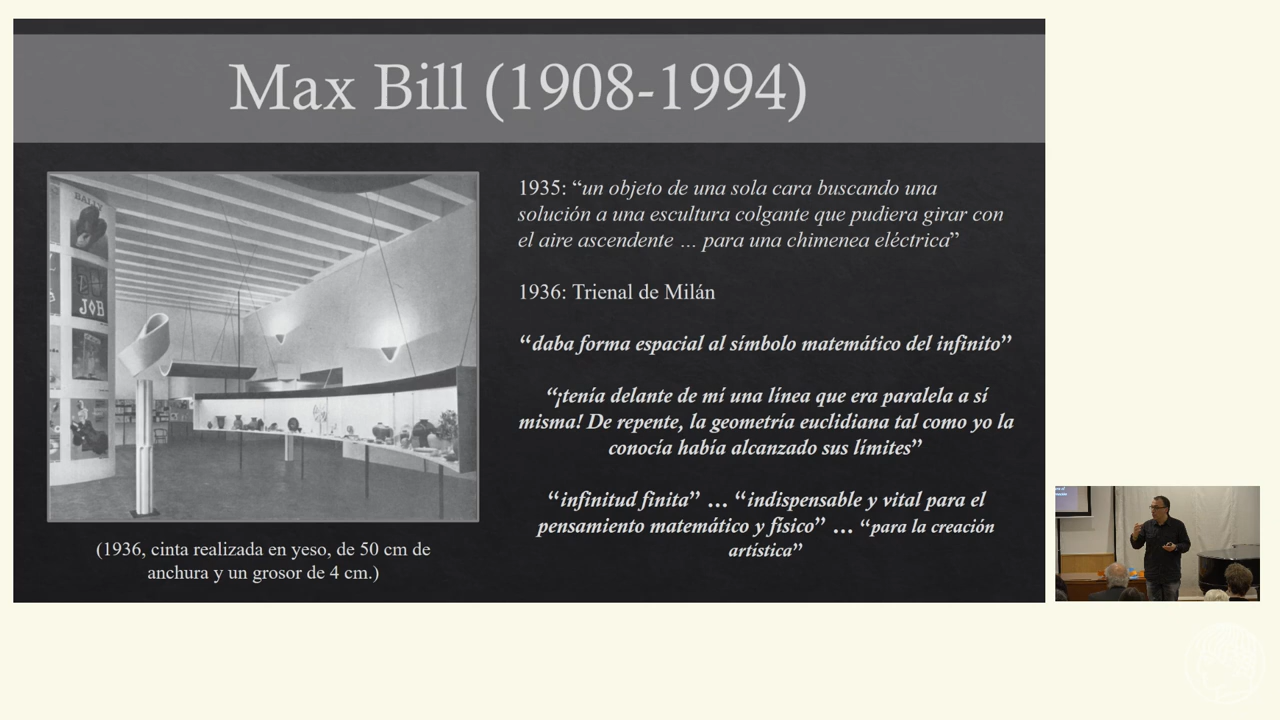 Max Bill (1908-1994)
BALLY
JOB
(1936, cinta realizada en yeso, de 50 cm de
anchura y un grosor de 4 cm.)
1935: “un objeto de una sola cara buscando una
solución a una escultura colgante que pudiera girar con
el aire ascendente … para una chimenea eléctrica”
1936: Trienal de Milán
“daba forma espacial al símbolo matemático del infinito”
“¡tenía delante de mí una línea que era paralela a sí
misma! De repente, la geometría euclidiana tal como yo la
conocía había alcanzado sus límites”
“infinitud finita” … “indispensable y vital para el
pensamiento matemático y físico” … “para la creación
artística”